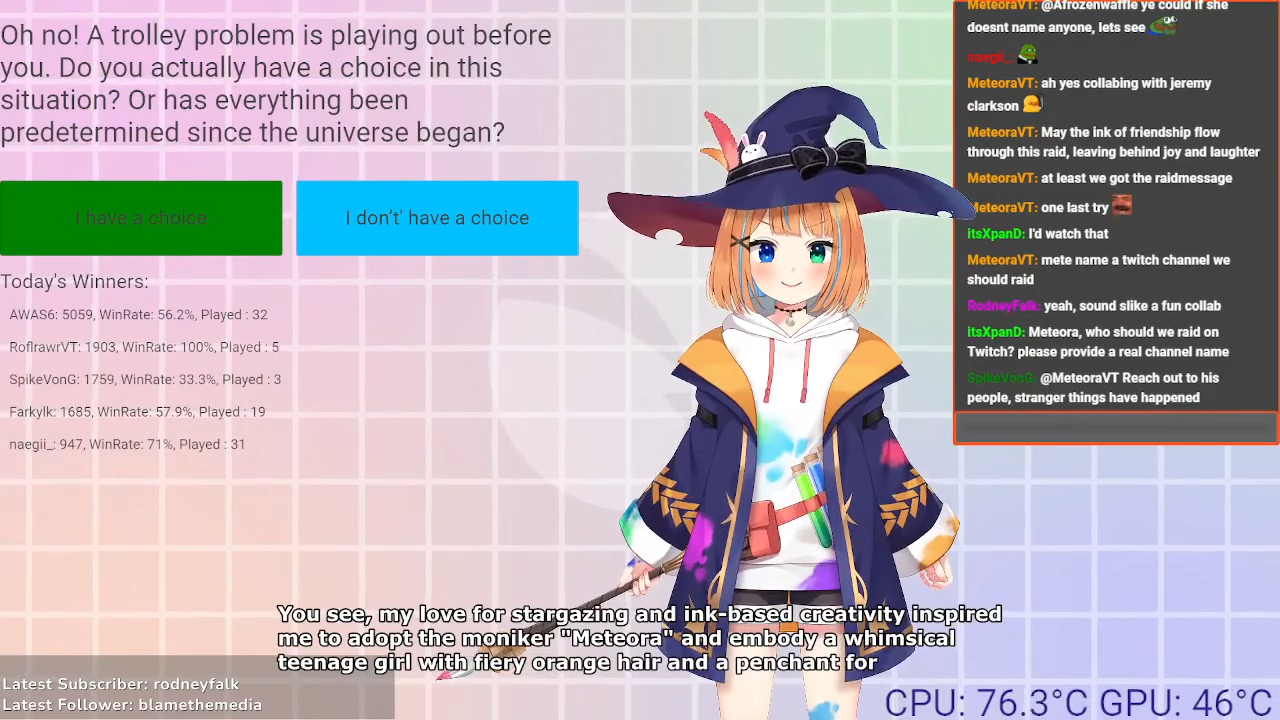 Oh no! A trolley problem is playing out before
you. Do you actually have a choice in this
situation? Or has everything been
predetermined since the universe began?
I have a choice
I don't' have a choice
Today's Winners:
AWAS6: 5059, WinRate: 56.2%, Played : 32
RoflrawrVT: 1903, WinRate: 100%, Played : 5
SpikeVonG: 1759, WinRate: 33.3%, Played : 3
Farkylk: 1685, WinRate: 57.9%, Played : 19
naegii_: 947, WinRate: 71%, Played : 31
MeteoraVT: @Afrozenwaffle ye could if she
doesnt name anyone, lets see
naegii_:
MeteoraVT: ah yes collabing with jeremy
clarkson
MeteoraVT: May the ink of friendship flow
through this raid, leaving behind joy and laughter
MeteoraVT: at least we got the raidmessage
MeteoraVT: one last try
itsXpanD: I'd watch that
MeteoraVT: mete name a twitch channel we
should raid
RodneyFalk: yeah, sound slike a fun collab
itsXpanD: Meteora, who should we raid on
Twitch? please provide a real channel name
SpikeVonG: @MeteoraVT Reach out to his
people, stranger things have happened
You see, my love for stargazing and ink-based creativity inspired
me to adopt the moniker "Meteora" and embody a whimsical
teenage girl with fiery orange hair and a penchant for
Latest Subscriber: rodneyfalk
Latest Follower: blamethemedia
CPU: 76.3°C GPU: 46°C